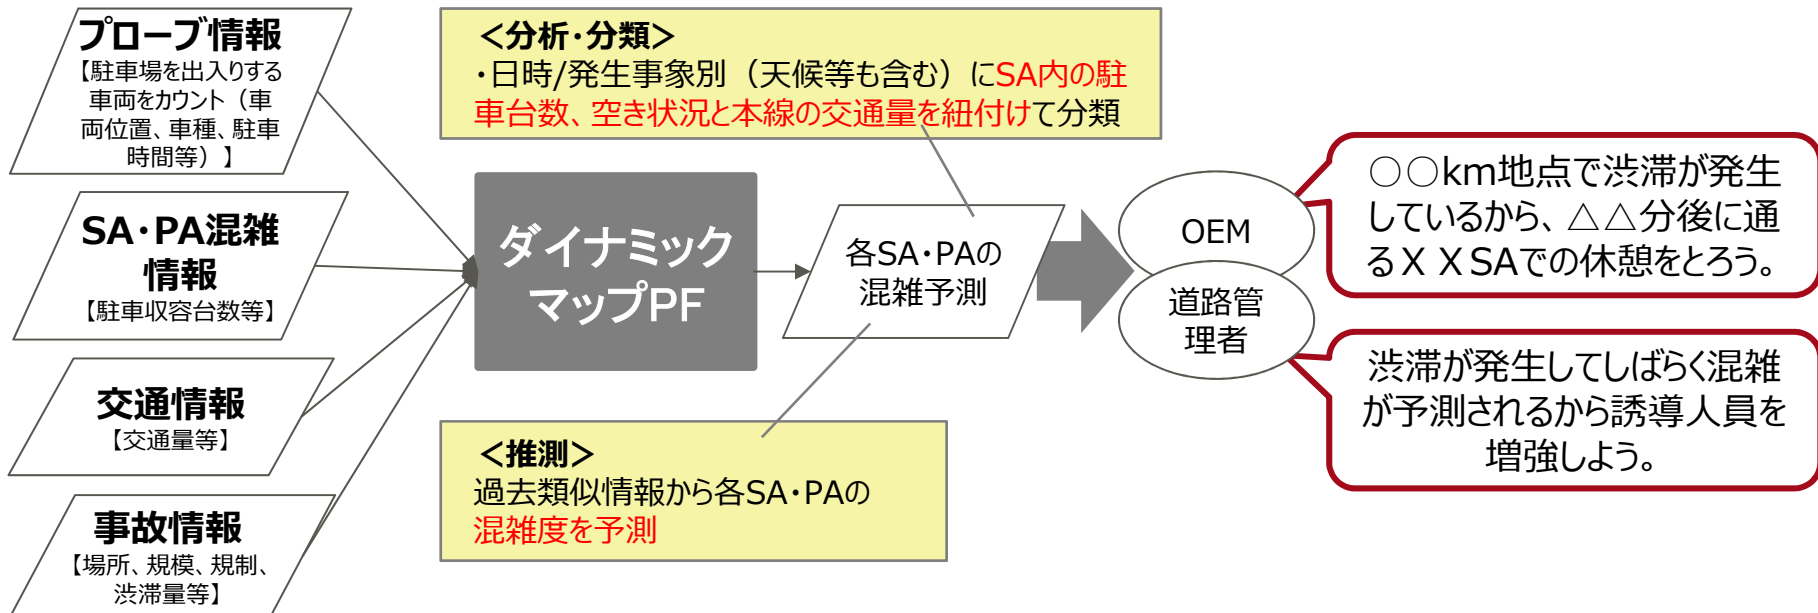 プローブ情報
【駐車場を出入りする
車両をカウント（車
両位置、車種、駐車
時間等）】
SA・PA混雑
情報
【駐車収容台数等】
交通情報
【交通量等】
事故情報
【場所、規模、規制、
渋滞量等】
＜分析・分類＞
・日時/発生事象別（天候等も含む）にSA内の駐
車台数、空き状況と本線の交通量を紐付けて分類
ダイナミック
マップPF
各SA・PAの
混雑予測
＜推測＞
過去類似情報から各SA・PAの
混雑度を予測
OEM
道路管
理者
○○km地点で渋滞が発生
しているから、△△分後に通
るＸＸSAでの休憩をとろう。
渋滞が発生してしばらく混雑
が予測されるから誘導人員を
増強しよう。